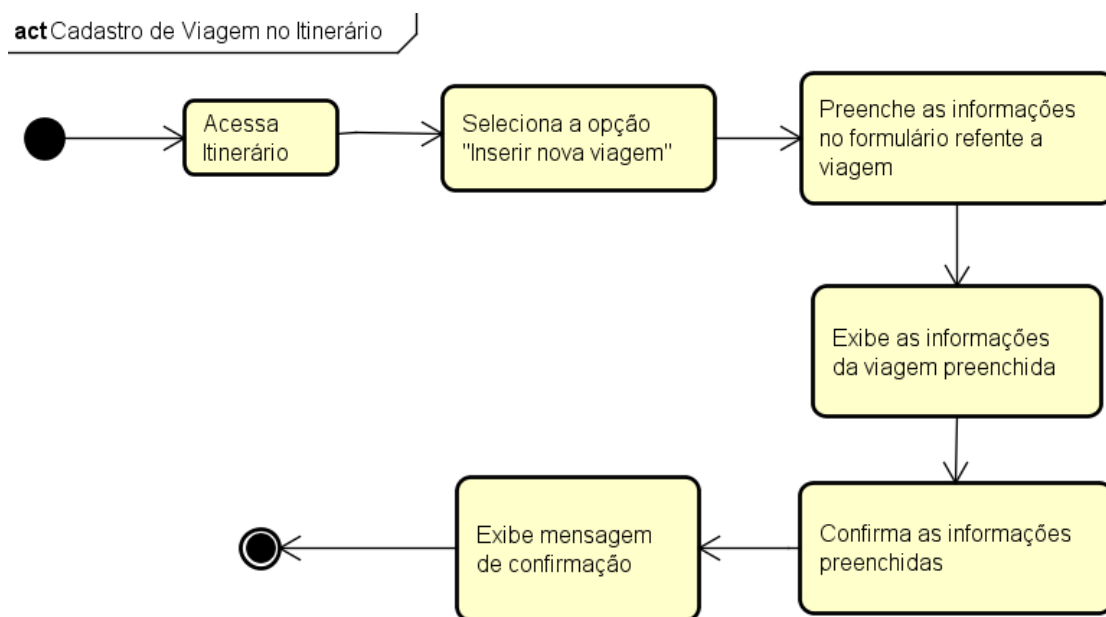 act Cadastro de Viagem no Itinerário
Acessa
Itinerário
Seleciona a opção
"Inserir nova viagem"
Preenche as informações
no formulário refente a
viagem
Exibe as informações
da viagem preenchida
Confirma as informações
preenchidas
Exibe mensagem
de confirmação